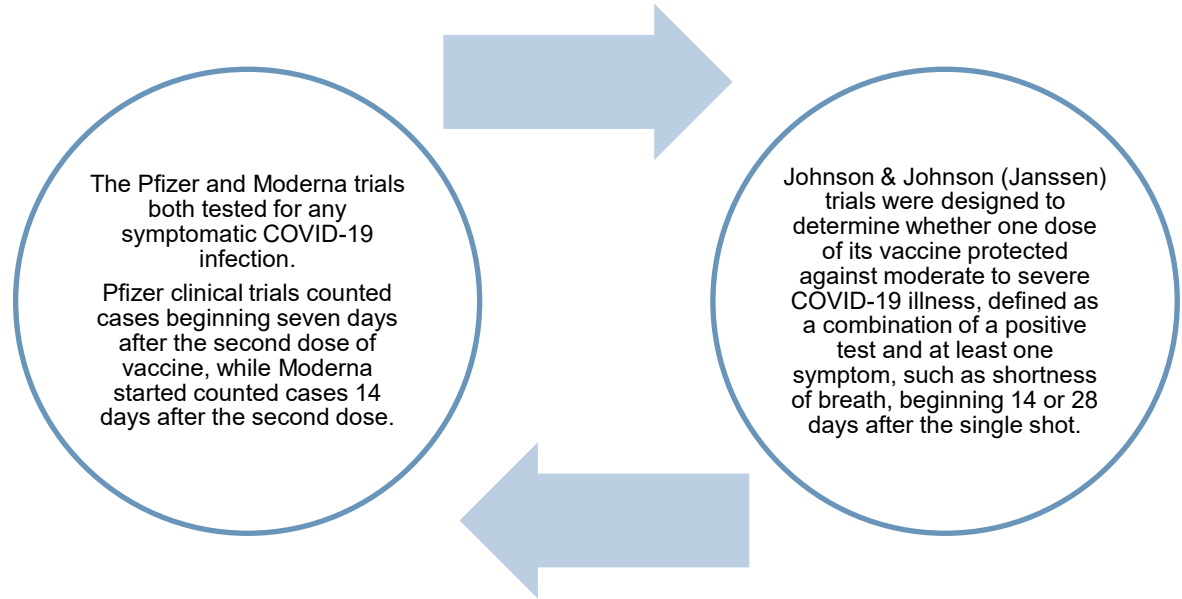 The Pfizer and Moderna trials
both tested for any
symptomatic COVID-19
infection.
Pfizer clinical trials counted
cases beginning seven days
after the second dose of
vaccine, while Moderna
started counted cases 14
days after the second dose.
Johnson & Johnson (Janssen)
trials were designed to
determine whether one dose
of its vaccine protected
against moderate to severe
COVID-19 illness, defined as
a combination of a positive
test and at least one
symptom, such as shortness
of breath, beginning 14 or 28
days after the single shot.